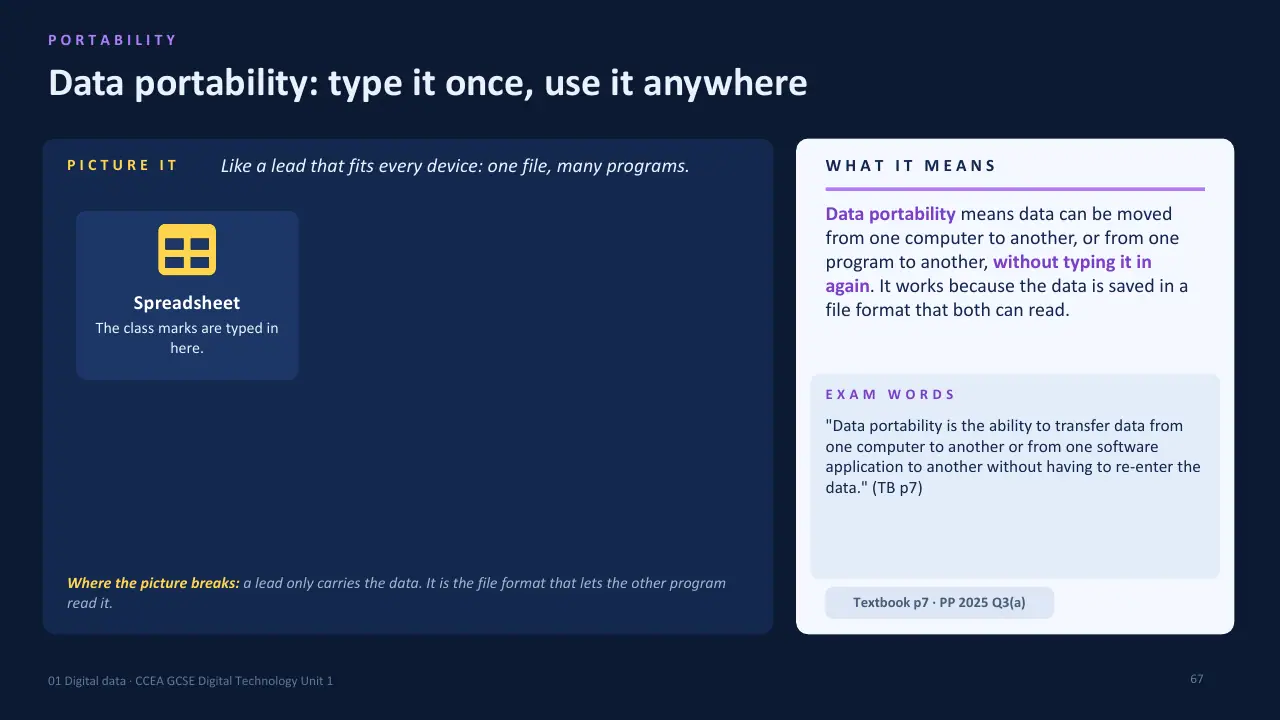 PORTABILITY
Data portability: type it once, use it anywhere
PICTURE IT
Like a lead that fits every device: one file, many programs.
Spreadsheet
The class marks are typed in
here.
Where the picture breaks: a lead only carries the data. It is the file format that lets the other program
read it.
WHAT IT MEANS
Data portability means data can be moved
from one computer to another, or from one
program to another, without typing it in
again. It works because the data is saved in a
file format that both can read.
EXAM WORDS
"Data portability is the ability to transfer data from
one computer to another or from one software
application to another without having to re-enter the
data." (TB p7)
Textbook p7 · PP 2025 Q3(a)
01 Digital data · CCEA GCSE Digital Technology Unit 1
67